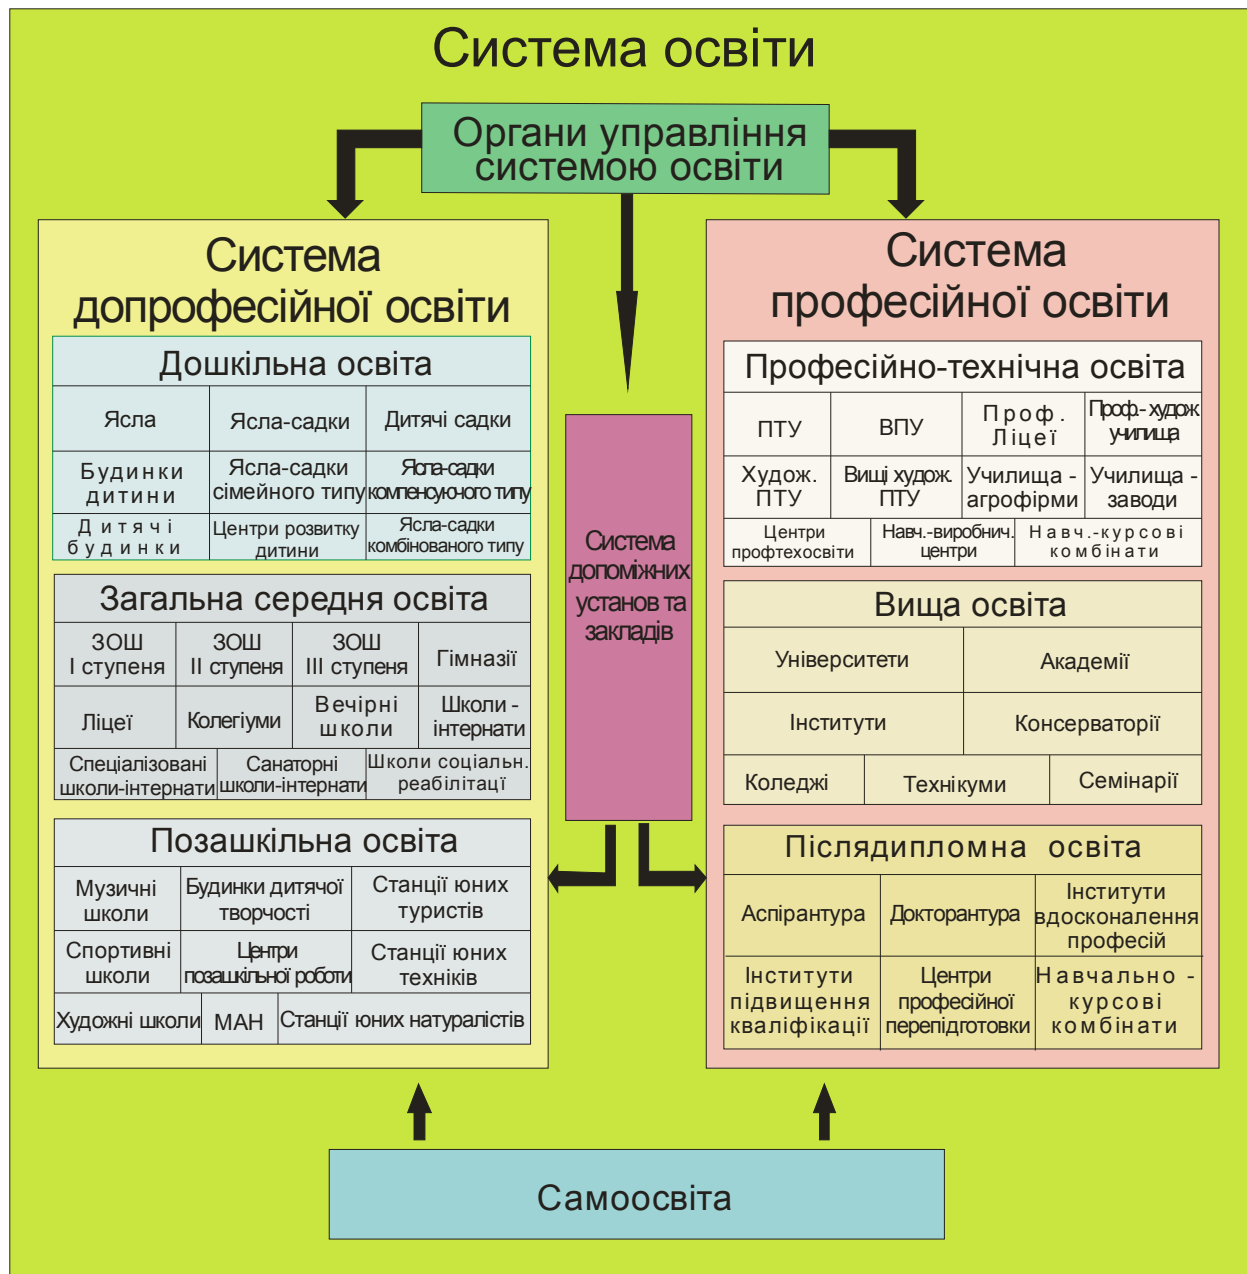 Система освіти
Органи управління
системою освіти
Система
допрофесійної освіти
Дошкільна освіта
Ясла
Ясла-садки
Дитячі садки
Будинки
дитини
Ясла-садки
сімейного типу
Ясла-садки
компенсуючого типу
Дитячі
будинки
Центри розвитку
дитини
Ясла-садки
комбінованого типу
Загальна середня освіта
ЗОШ
І ступеня
ЗОШ
ІІ ступеня
ЗОШ
ІІІ ступеня
Гімназії
Ліцеї
Колегіуми
Вечірні
школи
Школи -
інтернати
Спеціалізовані
школи-інтернати
Санаторні
школи-інтернати
Школи соціальн.
реабілітації
Позашкільна освіта
Музичні
школи
Будинки дитячої
творчості
Станції юних
туристів
Спортивні
школи
Центри
позашкільної роботи
Станції юних
техніків
Художні школи
МАН
Станції юних натуралістів
Система
допоміжних
установ та
закладів
Система
професійної освіти
Професійно-технічна освіта
ПТУ
ВПУ
Проф.
Ліцеї
Проф.- худож.
училища
Худож.
ПТУ
Вищі худож.
ПТУ
Училища -
агрофірми
Училища -
заводи
Центри
профтехосвіти
Навч.-виробнич.
центри
Навч.-курсові
комбінати
Вища освіта
Університети
Академії
Інститути
Консерваторії
Коледжі
Технікуми
Семінарії
Післядипломна освіта
Аспірантура
Докторантура
Інститути
вдосконалення
професій
Інститути
підвищення
кваліфікації
Центри
професійної
перепідготовки
Навчально -
курсові
комбінати
Самоосвіта